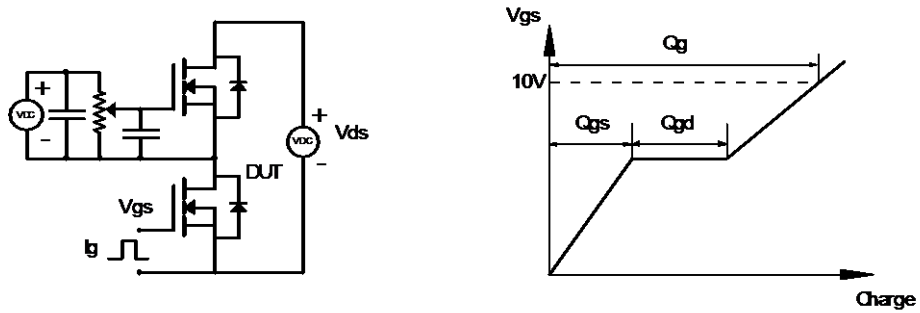 VDC
+
-
DUT
Vgs
Ig
VDC
+
-
Vds
Vgs
10V
Qg
Qgs
Qgd
Charge